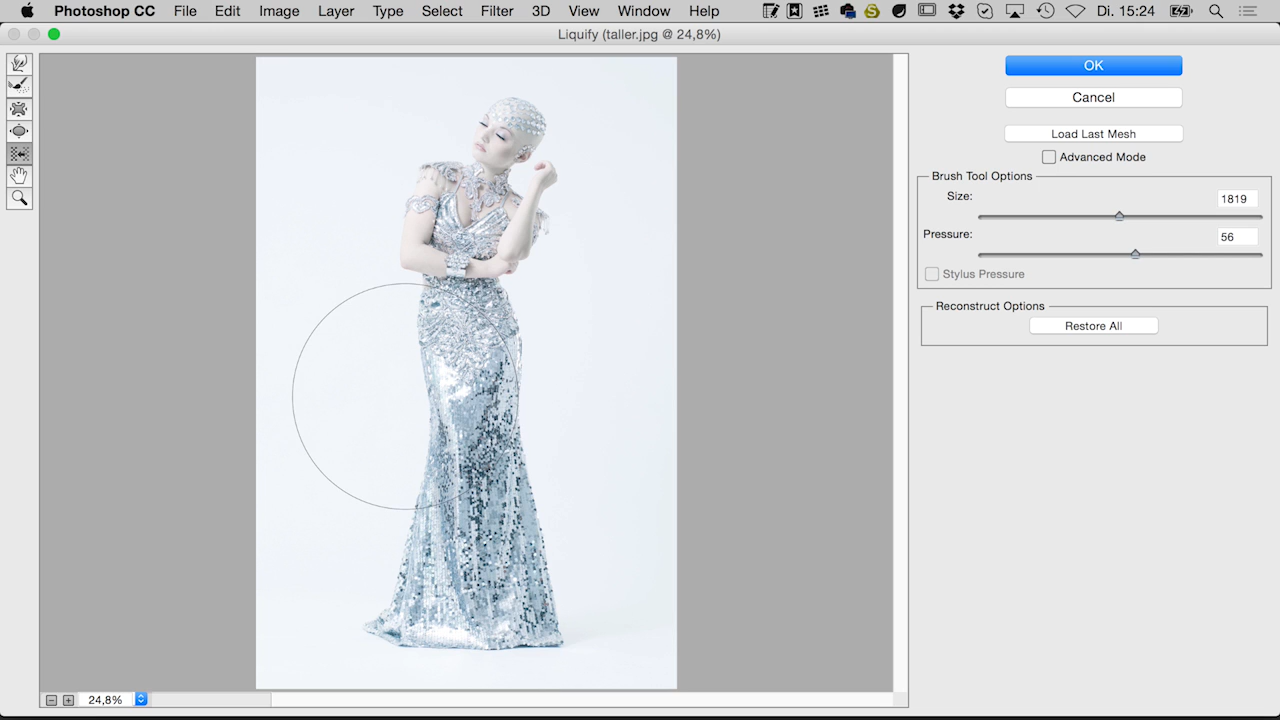 Photoshop CC File Edit Image Layer Type Select Filter 3D View Window Help Di. 15:24
Liquify (taller.jpg @ 24,8%)
OK
Cancel
Load Last Mesh
Advanced Mode
Brush Tool Options
Size: 1819
Pressure: 56
Stylus Pressure
Reconstruct Options
Restore All
24,8%